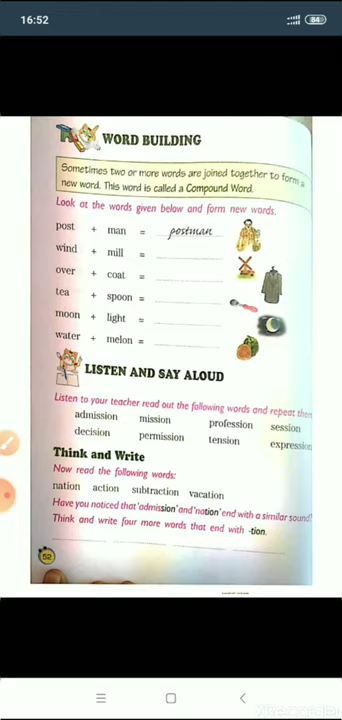 16:52
84
WORD BUILDING
Sometimes two or more words are joined together to form a
new word. This word is called a Compound Word.
Look at the words given below and form new words.
post + man = postman
wind + mill =
over + coat =
tea + spoon =
moon + light =
water + melon =
LISTEN AND SAY ALOUD
Listen to your teacher read out the following words and repeat them
admission mission profession session
decision permission tension expression
Think and Write
Now read the following words:
nation action subtraction vacation
Have you noticed that 'admission' and 'nation' end with a similar sound?
Think and write four more words that end with -tion.
52